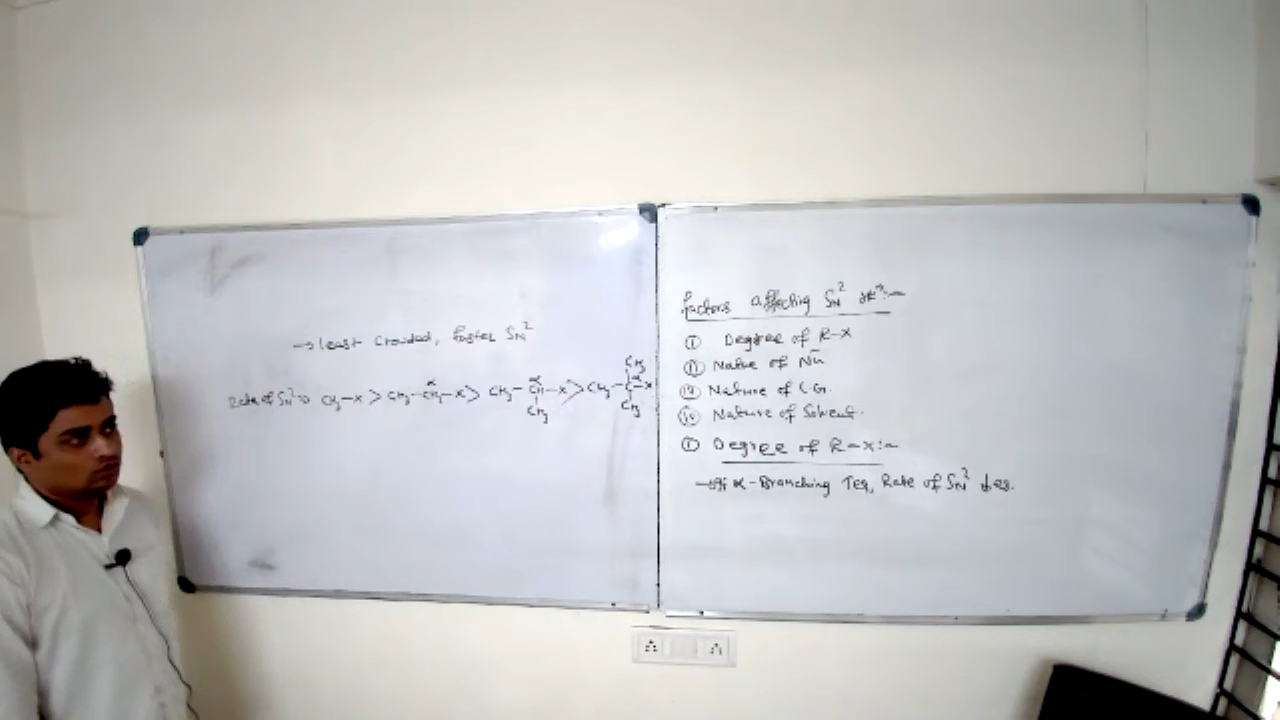 → least crowded, faster SN²
CH₃
Rate of SN² ⇒ CH₃-X > CH₃-CH₂-X > CH₃-CH-X > CH₃-C-X
α α α
CH₃ CH₃
Factors affecting SN² rxⁿ:-
① Degree of R-X
② Nature of Nu⁻
③ Nature of L.G.
④ Nature of Solvent.
① Degree of R-X:-
→ If α-Branching ↑es, Rate of SN² ↓es.